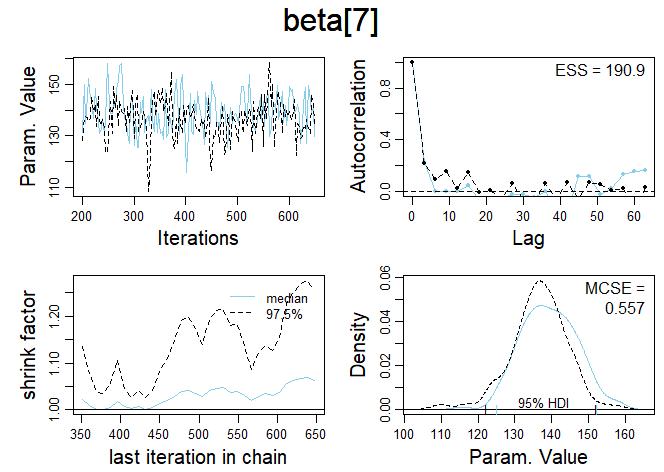 beta[7]
Param. Value
110 130 150
200 300 400 500 600
Iterations
Autocorrelation
0.0 0.4 0.8
ESS = 190.9
0 10 20 30 40 50 60
Lag
shrink factor
1.00 1.10 1.20
median
97.5%
350 400 450 500 550 600 650
last iteration in chain
Density
0.00 0.02 0.04 0.06
MCSE =
0.557
95% HDI
100 110 120 130 140 150 160
Param. Value